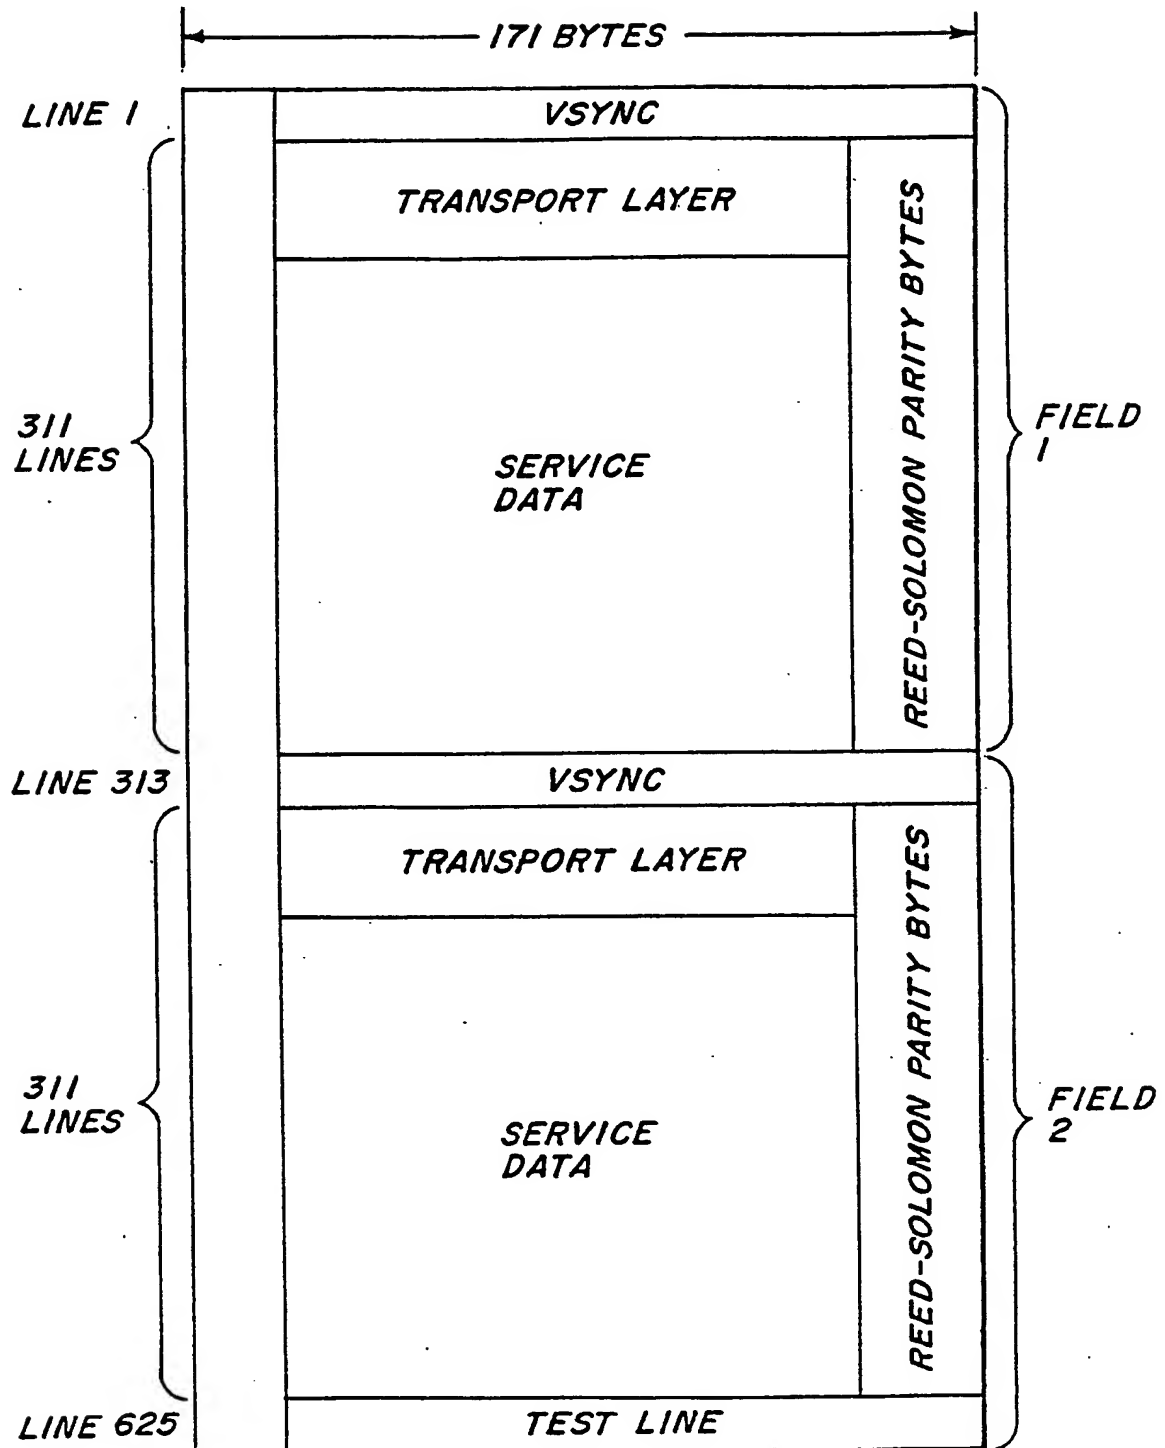 171 BYTES
LINE 1
VSYNC
TRANSPORT LAYER
REED-SOLOMON PARITY BYTES
311
LINES
SERVICE
DATA
FIELD
1
LINE 313
VSYNC
TRANSPORT LAYER
REED-SOLOMON PARITY BYTES
311
LINES
SERVICE
DATA
FIELD
2
LINE 625
TEST LINE